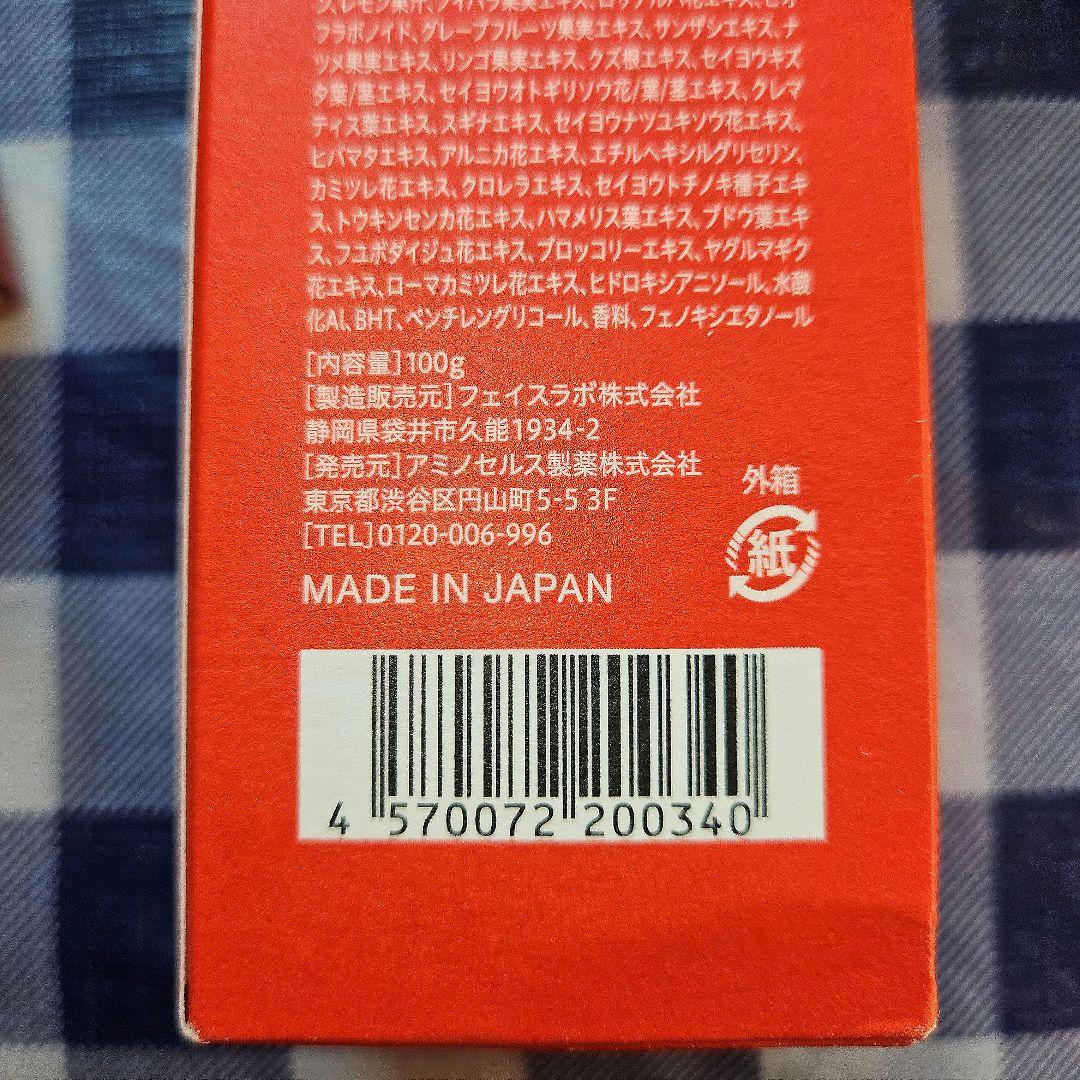 フラボノイド、グレープフルーツ果実エキス、サンザシエキス、ナ
ツメ果実エキス、リンゴ果実エキス、クズ根エキス、セイヨウキズ
タ葉/茎エキス、セイヨウオトギリソウ花/葉/茎エキス、クレマ
ティス葉エキス、スギナエキス、セイヨウナツユキソウ花エキス、
ヒバマタエキス、アルニカ花エキス、エチルヘキシルグリセリン、
カミツレ花エキス、クロレラエキス、セイヨウトチノキ種子エキ
ス、トウキンセンカ花エキス、ハマメリス葉エキス、ブドウ葉エキ
ス、フユボダイジュ花エキス、ブロッコリーエキス、ヤグルマギク
花エキス、ローマカミツレ花エキス、ヒドロキシアニソール、水酸
化Al、BHT、ペンチレングリコール、香料、フェノキシエタノール
[内容量]100g
[製造販売元]フェイスラボ株式会社
静岡県袋井市久能1934-2
[発売元]アミノセルス製薬株式会社
東京都渋谷区円山町5-5 3F
[TEL]0120-006-996
外箱
紙
MADE IN JAPAN
4 570072 200340